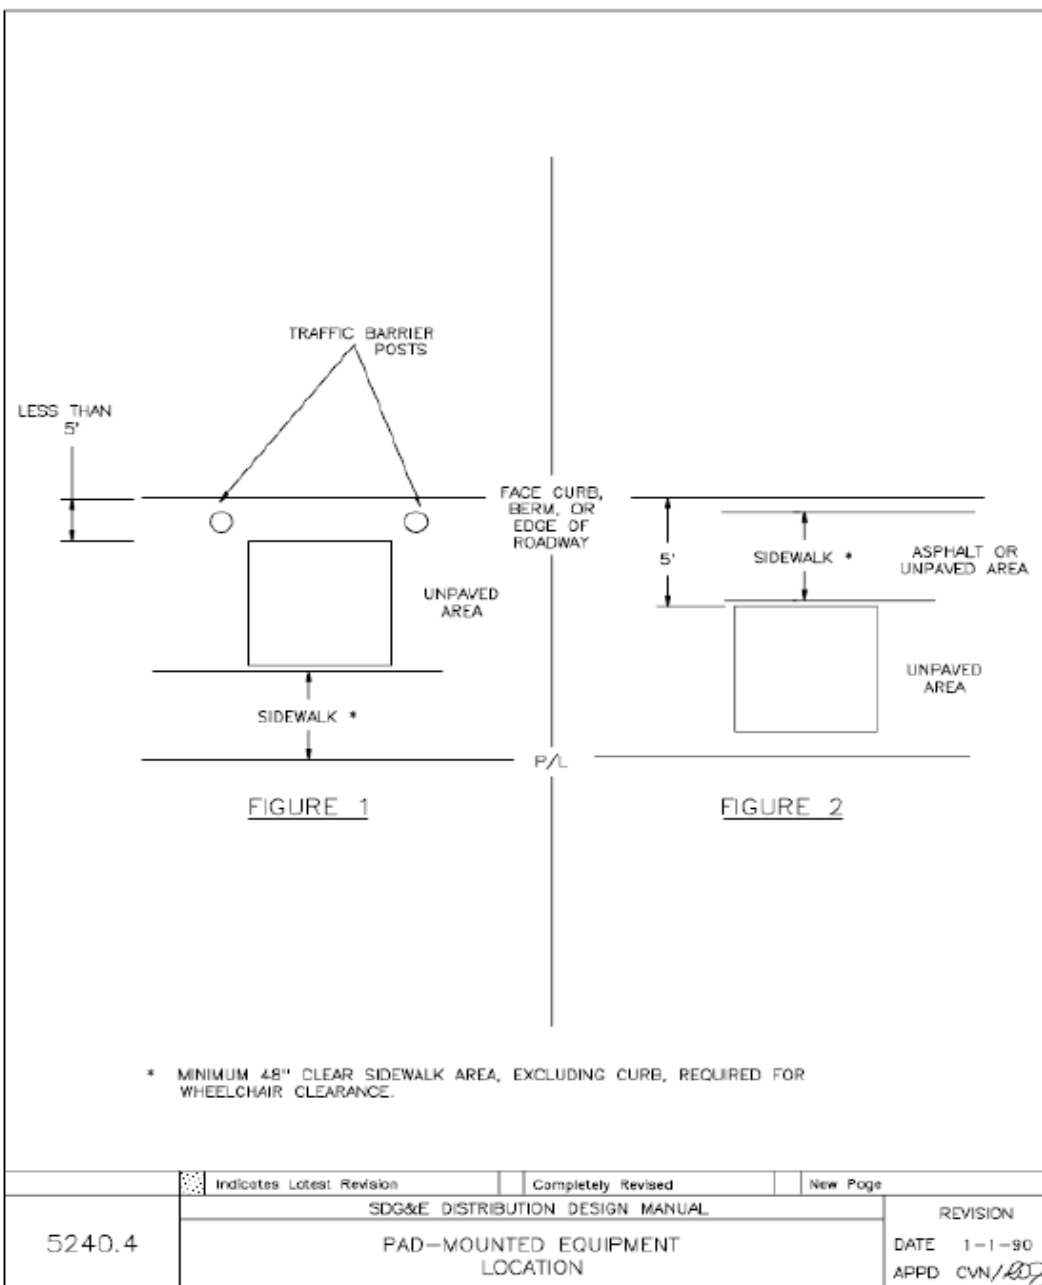 TRAFFIC BARRIER
POSTS
LESS THAN
5'
FACE CURB,
BERM, OR
EDGE OF
ROADWAY
UNPAVED
AREA
SIDEWALK *
P/L
FIGURE 1
5'
SIDEWALK *
ASPHALT OR
UNPAVED AREA
UNPAVED
AREA
FIGURE 2
* MINIMUM 48" CLEAR SIDEWALK AREA, EXCLUDING CURB, REQUIRED FOR
WHEELCHAIR CLEARANCE.
Indicates Latest Revision
Completely Revised
New Page
SDG&E DISTRIBUTION DESIGN MANUAL
5240.4
PAD-MOUNTED EQUIPMENT
LOCATION
REVISION
DATE 1-1-90
APPD CVN/